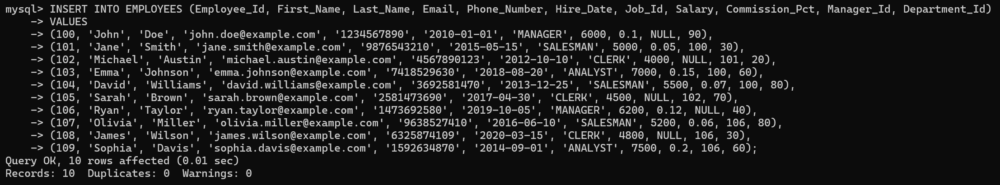 mysql> INSERT INTO EMPLOYEES (Employee_Id, First_Name, Last_Name, Email, Phone_Number, Hire_Date, Job_Id, Salary, Commission_Pct, Manager_Id, Department_Id)
    -> VALUES
    -> (100, 'John', 'Doe', 'john.doe@example.com', '1234567890', '2010-01-01', 'MANAGER', 6000, 0.1, NULL, 90),
    -> (101, 'Jane', 'Smith', 'jane.smith@example.com', '9876543210', '2015-05-15', 'SALESMAN', 5000, 0.05, 100, 30),
    -> (102, 'Michael', 'Austin', 'michael.austin@example.com', '4567890123', '2012-10-10', 'CLERK', 4000, NULL, 101, 20),
    -> (103, 'Emma', 'Johnson', 'emma.johnson@example.com', '7418529630', '2018-08-20', 'ANALYST', 7000, 0.15, 100, 60),
    -> (104, 'David', 'Williams', 'david.williams@example.com', '3692581470', '2013-12-25', 'SALESMAN', 5500, 0.07, 100, 80),
    -> (105, 'Sarah', 'Brown', 'sarah.brown@example.com', '2581473690', '2017-04-30', 'CLERK', 4500, NULL, 102, 70),
    -> (106, 'Ryan', 'Taylor', 'ryan.taylor@example.com', '1473692580', '2019-10-05', 'MANAGER', 6200, 0.12, NULL, 40),
    -> (107, 'Olivia', 'Miller', 'olivia.miller@example.com', '9638527410', '2016-06-10', 'SALESMAN', 5200, 0.06, 106, 80),
    -> (108, 'James', 'Wilson', 'james.wilson@example.com', '6325874109', '2020-03-15', 'CLERK', 4800, NULL, 106, 30),
    -> (109, 'Sophia', 'Davis', 'sophia.davis@example.com', '1592634870', '2014-09-01', 'ANALYST', 7500, 0.2, 106, 60);
Query OK, 10 rows affected (0.01 sec)
Records: 10  Duplicates: 0  Warnings: 0